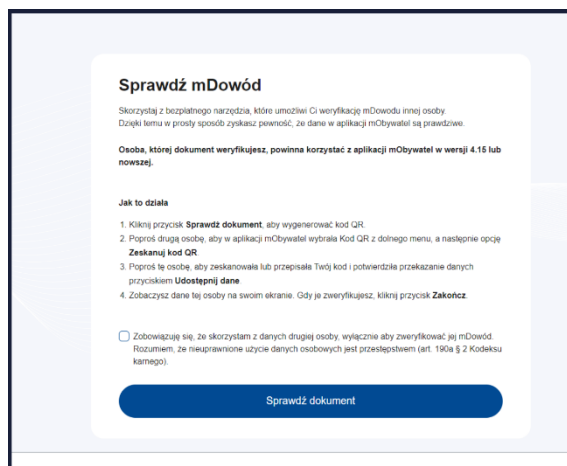 Sprawdź mDowód
Skorzystaj z bezpłatnego narzędzia, które umożliwi Ci weryfikację mDowodu innej osoby.
Dzięki temu w prosty sposób zyskasz pewność, że dane w aplikacji mObywatel są prawdziwe.
Osoba, której dokument weryfikujesz, powinna korzystać z aplikacji mObywatel w wersji 4.15 lub
nowszej.
Jak to działa
1. Kliknij przycisk Sprawdź dokument, aby wygenerować kod QR.
2. Poproś drugą osobę, aby w aplikacji mObywatel wybrała Kod QR z dolnego menu, a następnie opcję
Zeskanuj kod QR.
3. Poproś tę osobę, aby zeskanowała lub przepisała Twój kod i potwierdziła przekazanie danych
przyciskiem Udostępnij dane.
4. Zobaczysz dane tej osoby na swoim ekranie. Gdy je zweryfikujesz, kliknij przycisk Zakończ.
Zobowiązuję się, że skorzystam z danych drugiej osoby, wyłącznie aby zweryfikować jej mDowód.
Rozumiem, że nieuprawnione użycie danych osobowych jest przestępstwem (art. 190a § 2 Kodeksu
karnego).
Sprawdź dokument